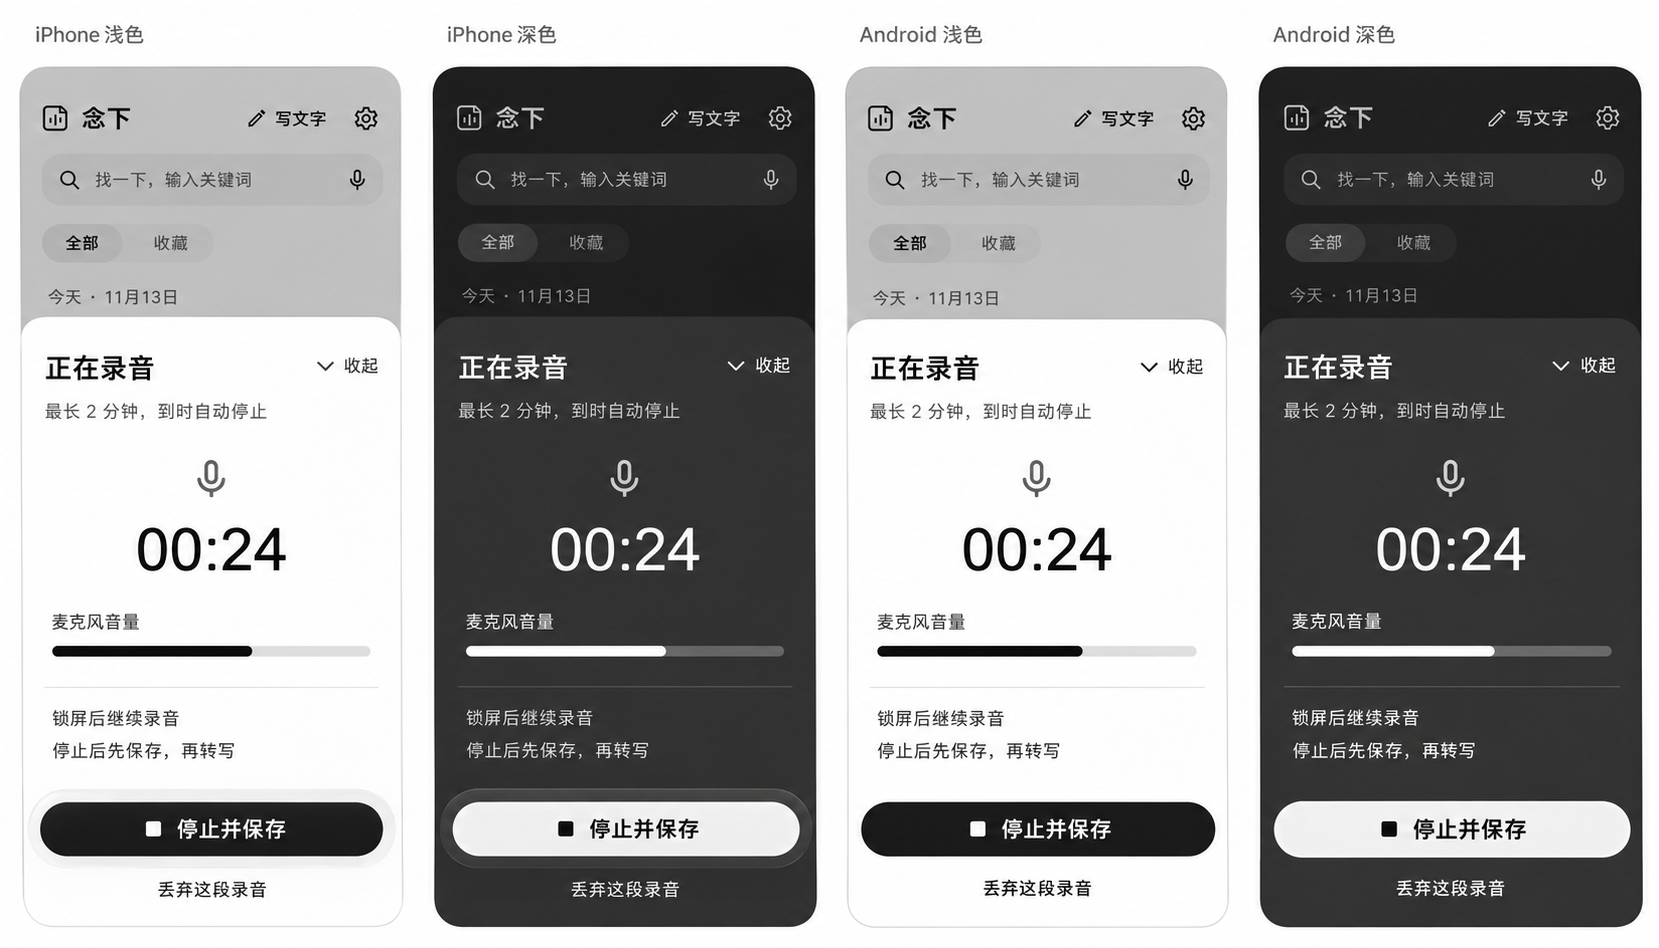 iPhone 浅色
念下
写文字
找一下，输入关键词
全部
收藏
今天 · 11月13日
正在录音
收起
最长 2 分钟，到时自动停止
00:24
麦克风音量
锁屏后继续录音
停止后先保存，再转写
停止并保存
丢弃这段录音
iPhone 深色
念下
写文字
找一下，输入关键词
全部
收藏
今天 · 11月13日
正在录音
收起
最长 2 分钟，到时自动停止
00:24
麦克风音量
锁屏后继续录音
停止后先保存，再转写
停止并保存
丢弃这段录音
Android 浅色
念下
写文字
找一下，输入关键词
全部
收藏
今天 · 11月13日
正在录音
收起
最长 2 分钟，到时自动停止
00:24
麦克风音量
锁屏后继续录音
停止后先保存，再转写
停止并保存
丢弃这段录音
Android 深色
念下
写文字
找一下，输入关键词
全部
收藏
今天 · 11月13日
正在录音
收起
最长 2 分钟，到时自动停止
00:24
麦克风音量
锁屏后继续录音
停止后先保存，再转写
停止并保存
丢弃这段录音